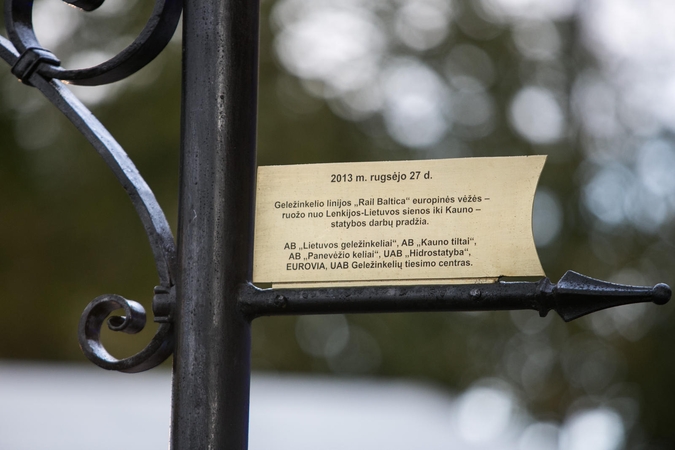 2013 m. rugsėjo 27 d.
Geležinkelio linijos „Rail Baltica“ europinės vėžės –
ruožo nuo Lenkijos-Lietuvos sienos iki Kauno –
statybos darbų pradžia.
AB „Lietuvos geležinkeliai“, AB „Kauno tiltai“,
AB „Panevėžio keliai“, UAB „Hidrostatyba“,
EUROVIA, UAB Geležinkelių tiesimo centras.